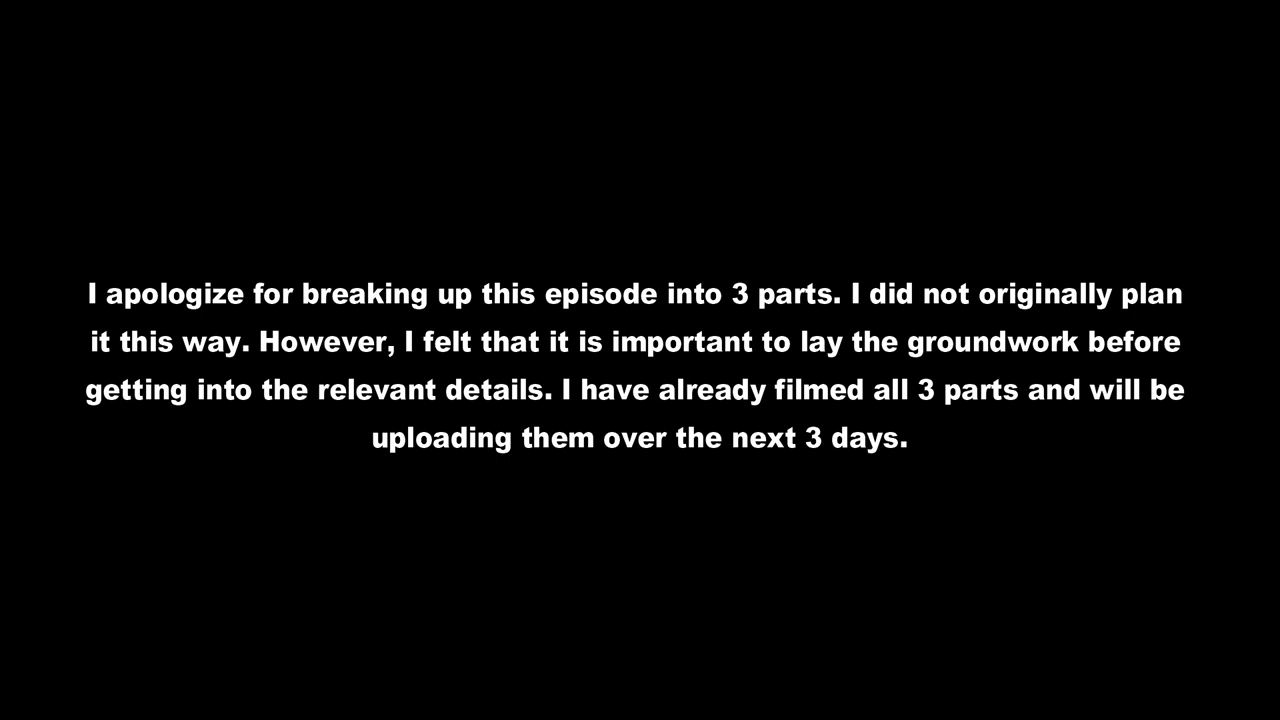 I apologize for breaking up this episode into 3 parts. I did not originally plan
it this way. However, I felt that it is important to lay the groundwork before
getting into the relevant details. I have already filmed all 3 parts and will be
uploading them over the next 3 days.